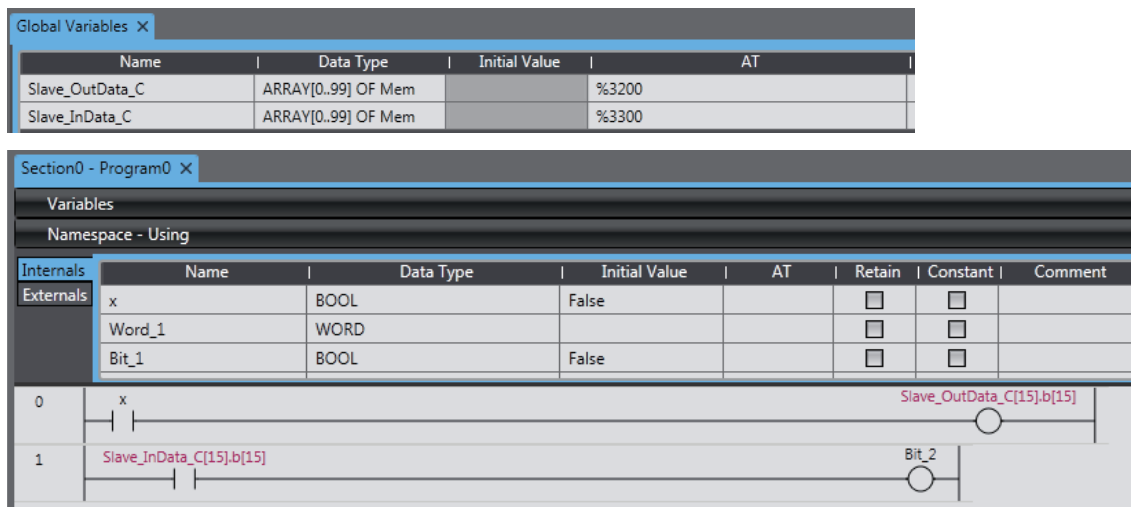 Global Variables X
Name | Data Type | Initial Value | AT |
Slave_OutData_C ARRAY[0..99] OF Mem %3200
Slave_InData_C ARRAY[0..99] OF Mem %3300
Section0 - Program0 X
Variables
Namespace - Using
Internals Name | Data Type | Initial Value | AT | Retain | Constant | Comment
Externals x BOOL False
Word_1 WORD
Bit_1 BOOL False
0 x Slave_OutData_C[15].b[15]
1 Slave_InData_C[15].b[15] Bit_2